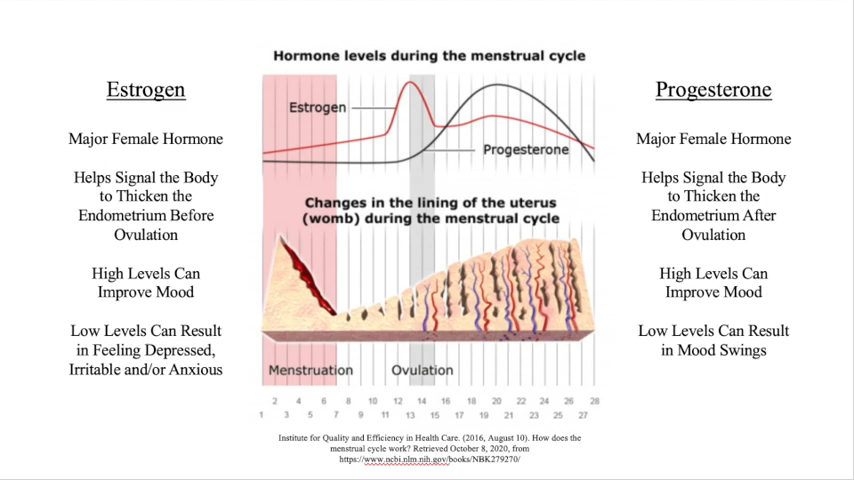 Estrogen
Major Female Hormone
Helps Signal the Body
to Thicken the
Endometrium Before
Ovulation
High Levels Can
Improve Mood
Low Levels Can Result
in Feeling Depressed,
Irritable and/or Anxious
Hormone levels during the menstrual cycle
Estrogen
Progesterone
Changes in the lining of the uterus
(womb) during the menstrual cycle
Menstruation
Ovulation
2 4 6 8 10 12 14 16 18 20 22 24 26 28
1 3 5 7 9 11 13 15 17 19 21 23 25 27
Institute for Quality and Efficiency in Health Care. (2016, August 10). How does the
menstrual cycle work? Retrieved October 8, 2020, from
https://www.ncbi.nlm.nih.gov/books/NBK279270/
Progesterone
Major Female Hormone
Helps Signal the Body
to Thicken the
Endometrium After
Ovulation
High Levels Can
Improve Mood
Low Levels Can Result
in Mood Swings